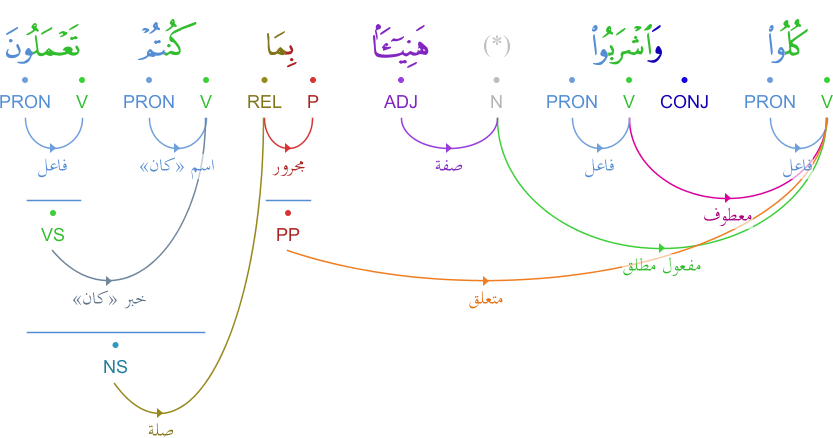 كُلُوا۟ وَٱشْرَبُوا۟ (*) هَنِيٓـًٔۢا بِمَا كُنتُمْ تَعْمَلُونَ
V PRON CONJ V PRON N ADJ P REL V PRON V PRON
فاعل فاعل صفة مجرور اسم «كان» فاعل
معطوف
VS PP
مفعول مطلق
خبر «كان» متعلق
NS
صلة